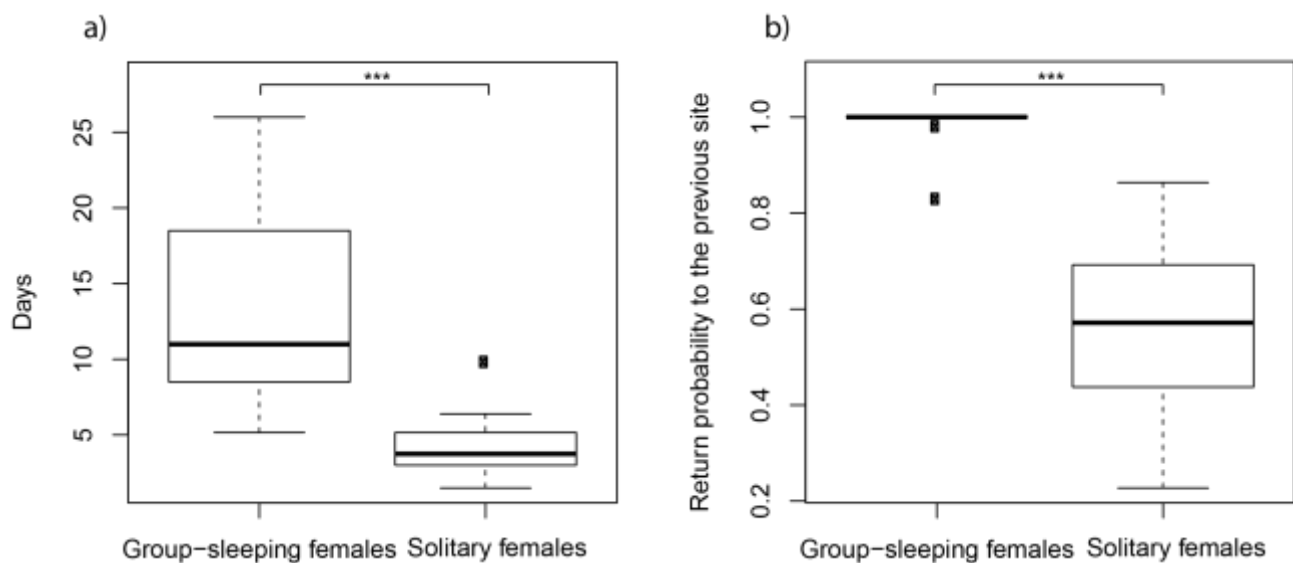 a)
***
25
20
15
10
5
Days
Group-sleeping females
Solitary females
b)
***
1.0
0.8
0.6
0.4
0.2
Return probability to the previous site
Group-sleeping females
Solitary females